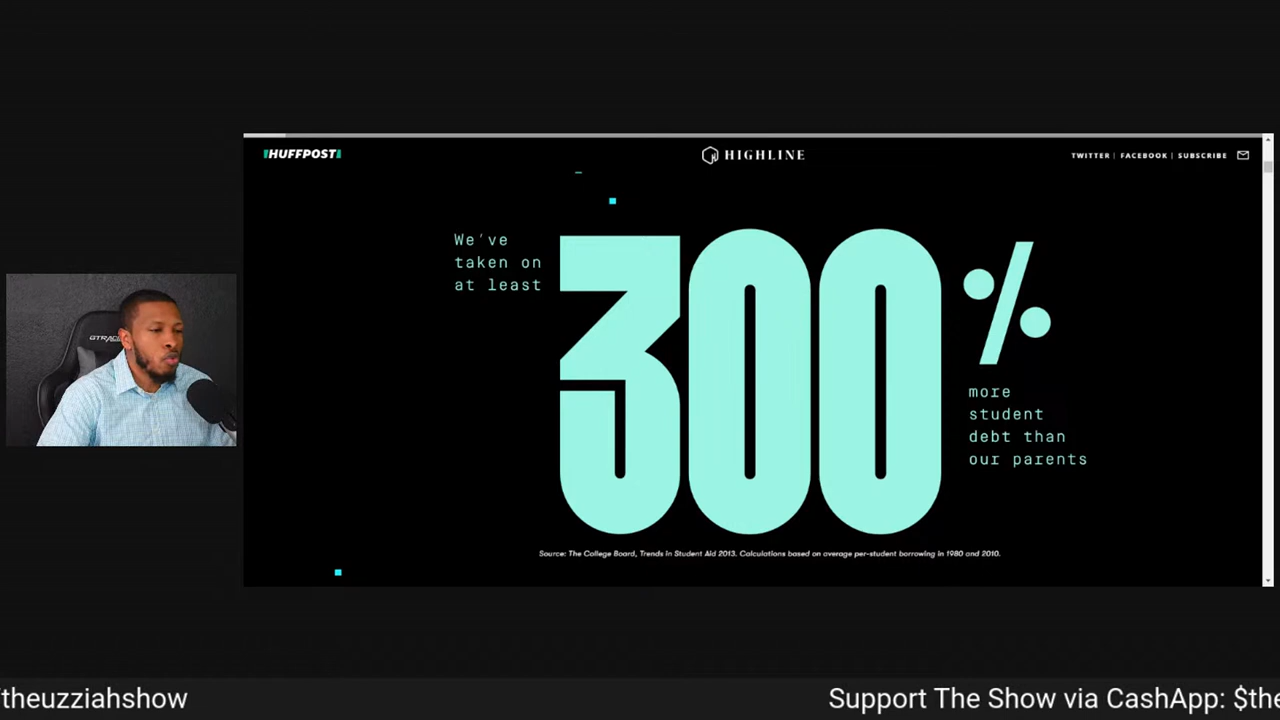 HUFFPOST
HIGHLINE
TWITTER | FACEBOOK | SUBSCRIBE
We've
taken on
at least
300%
more
student
debt than
our parents
Source: The College Board, Trends in Student Aid 2013. Calculations based on average per-student borrowing in 1980 and 2010.
theuzziahshow
Support The Show via CashApp: $the